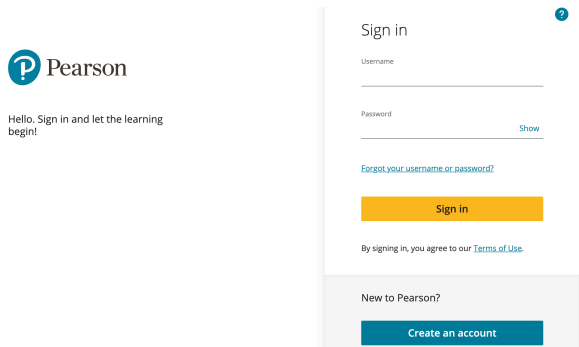 Pearson
Hello. Sign in and let the learning
begin!
?
Sign in
Username
Password
Show
Forgot your username or password?
Sign in
By signing in, you agree to our Terms of Use.
New to Pearson?
Create an account